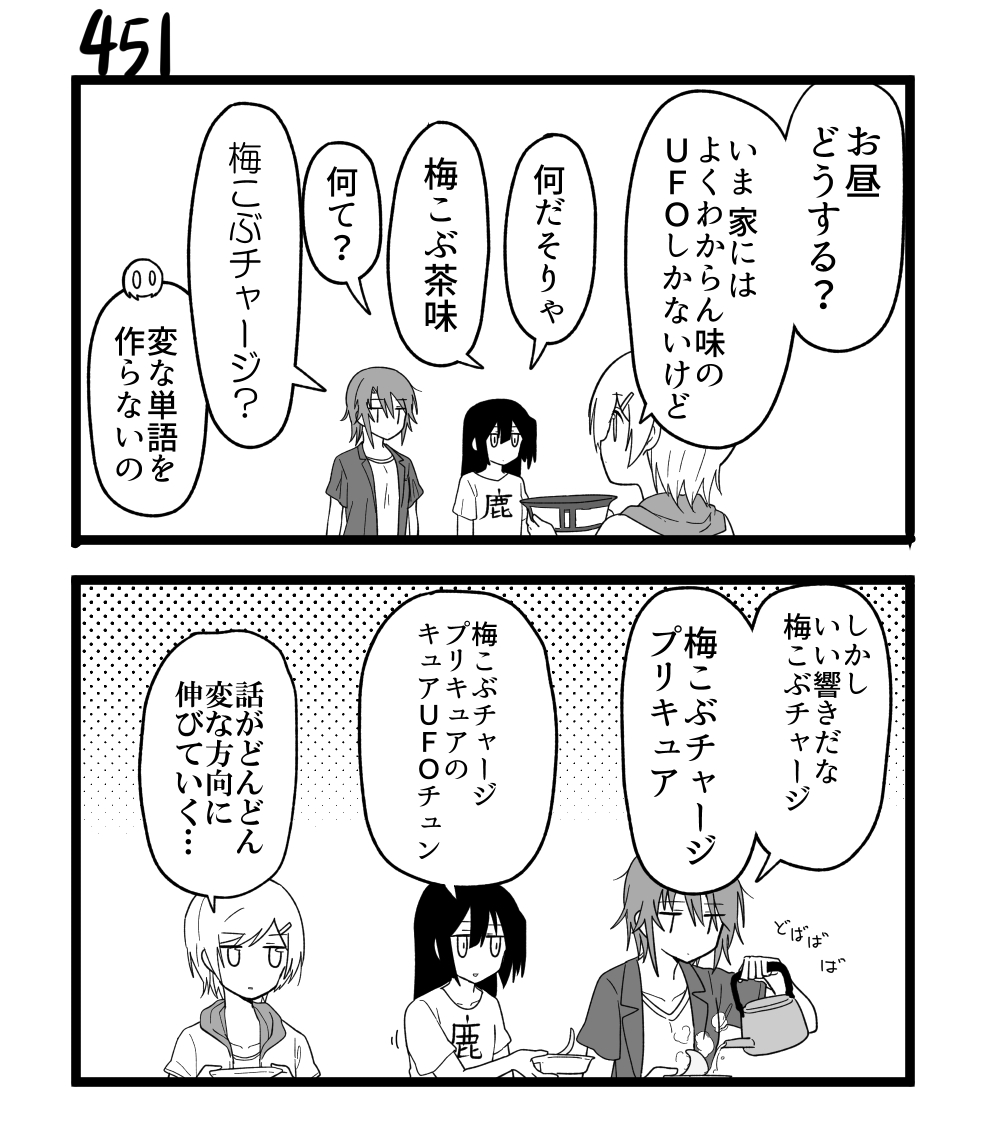 451
お昼
どうする？
いま 家には
よくわからん味の
ＵＦＯしかないけど
何だそりゃ
梅こぶ茶味
何て？
梅こぶチャージ？
変な単語を
作らないの
鹿
しかし
いい響きだな
梅こぶチャージ
梅こぶチャージ
プリキュア
梅こぶチャージ
プリキュアの
キュアＵＦＯチュン
話がどんどん
変な方向に
伸びていく…
どばば
ば
鹿